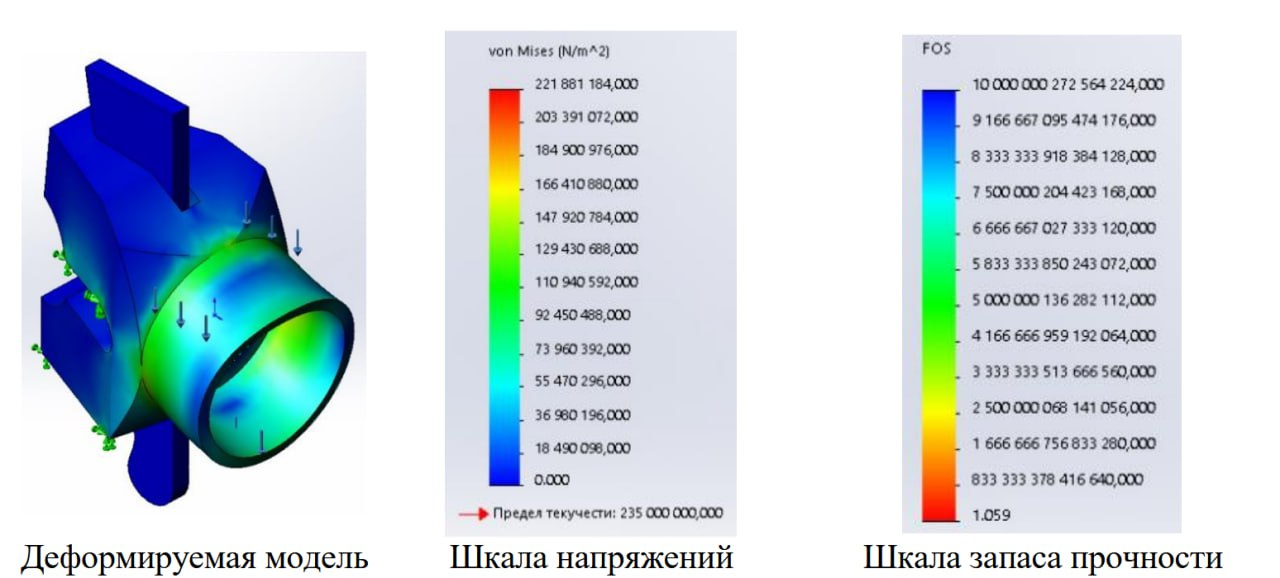 von Mises (N/m^2)
221 881 184,000
203 391 072,000
184 900 976,000
166 410 880,000
147 920 784,000
129 430 688,000
110 940 592,000
92 450 488,000
73 960 392,000
55 470 296,000
36 980 196,000
18 490 098,000
0.000
Предел текучести: 235 000 000,000
FOS
10 000 000 272 564 224,000
9 166 667 095 474 176,000
8 333 333 918 384 128,000
7 500 000 204 423 168,000
6 666 667 027 333 120,000
5 833 333 850 243 072,000
5 000 000 136 282 112,000
4 166 666 959 192 064,000
3 333 333 513 666 560,000
2 500 000 068 141 056,000
1 666 666 756 833 280,000
833 333 378 416 640,000
1.059
Деформируемая модель
Шкала напряжений
Шкала запаса прочности